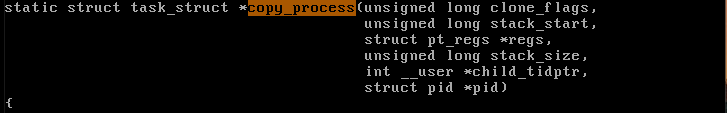 static struct task_struct *copy_process(unsigned long clone_flags,
unsigned long stack_start,
struct pt_regs *regs,
unsigned long stack_size,
int __user *child_tidptr,
struct pid *pid)
{